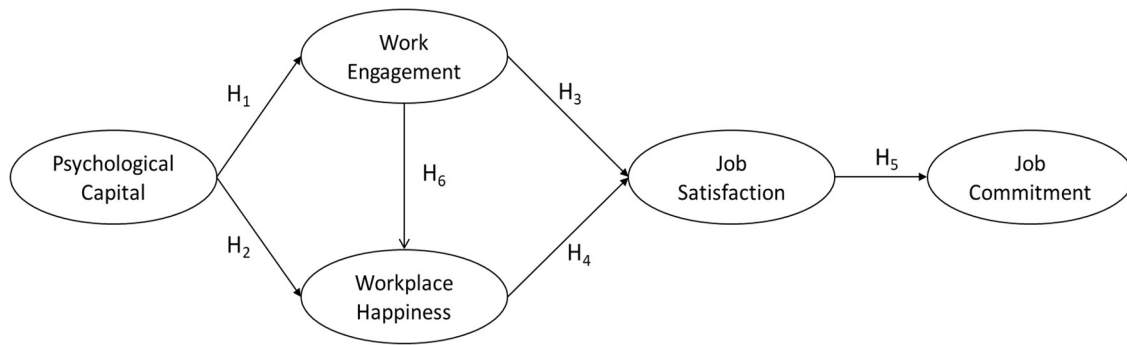 Work
Engagement
H₁
H₃
Psychological
Capital
H₆
Job
Satisfaction
H₅
Job
Commitment
H₂
H₄
Workplace
Happiness